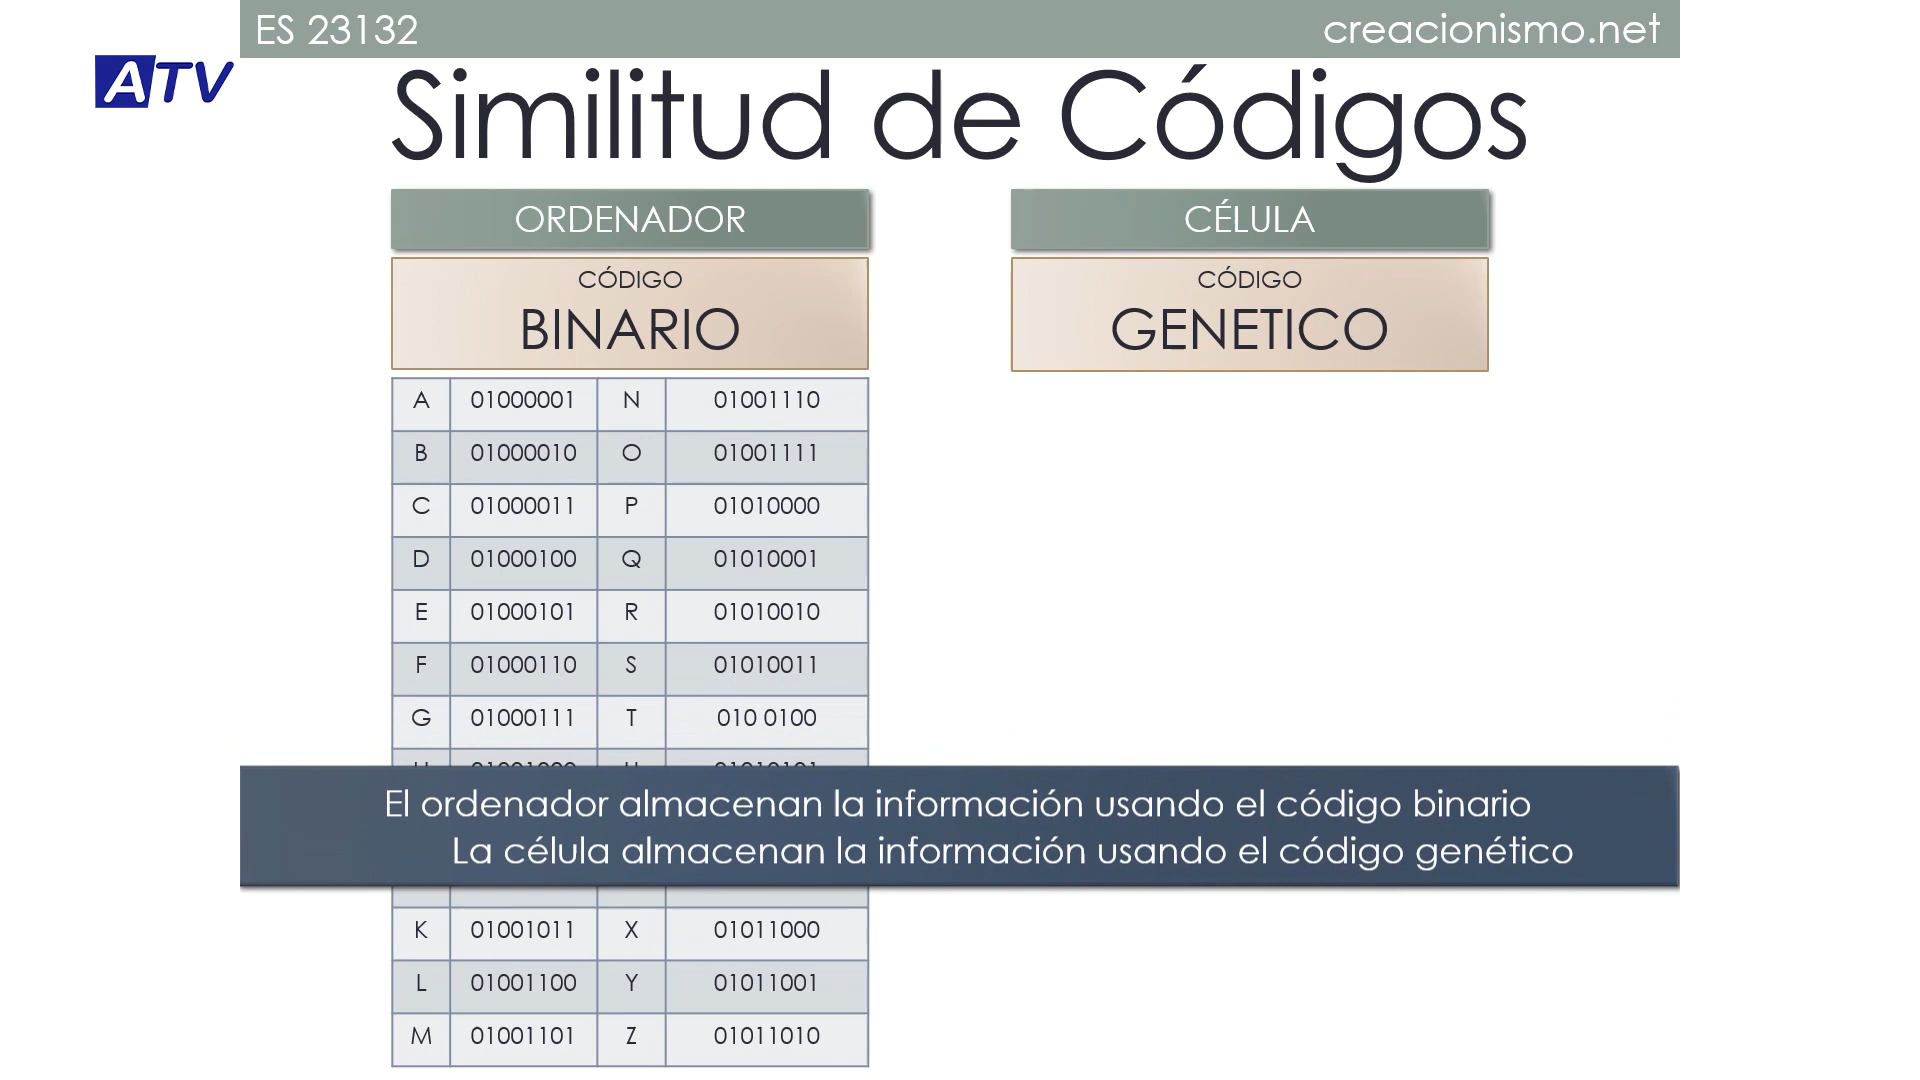 ES 23132
creacionismo.net
ATV
Similitud de Códigos
ORDENADOR
CÉLULA
CÓDIGO
BINARIO
CÓDIGO
GENETICO
A 01000001 N 01001110
B 01000010 O 01001111
C 01000011 P 01010000
D 01000100 Q 01010001
E 01000101 R 01010010
F 01000110 S 01010011
G 01000111 T 010 0100
El ordenador almacenan la información usando el código binario
La célula almacenan la información usando el código genético
K 01001011 X 01011000
L 01001100 Y 01011001
M 01001101 Z 01011010